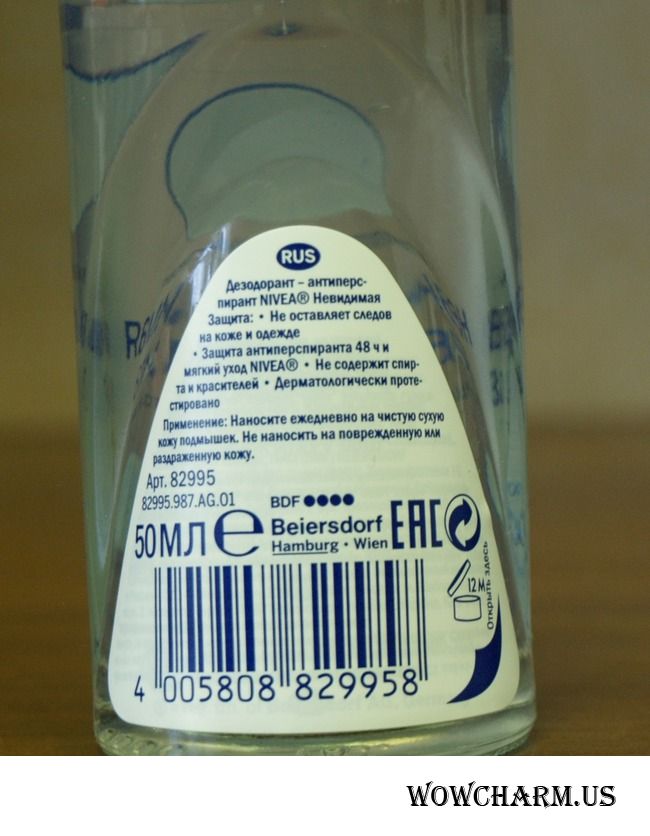 RUS
Дезодорант – антиперс-
пирант NIVEA® Невидимая
Защита: • Не оставляет следов
на коже и одежде
• Защита антиперспиранта 48 ч и
мягкий уход NIVEA® • Не содержит спир-
та и красителей • Дерматологически проте-
стировано
Применение: Наносите ежедневно на чистую сухую
кожу подмышек. Не наносить на поврежденную или
раздраженную кожу.
Арт. 82995
82995.987.AG.01
BDF ●●●●
50МЛ ℮ Beiersdorf EAC
Hamburg • Wien
12 M
Открыть здесь
4 005808 829958
WOWCHARM.US